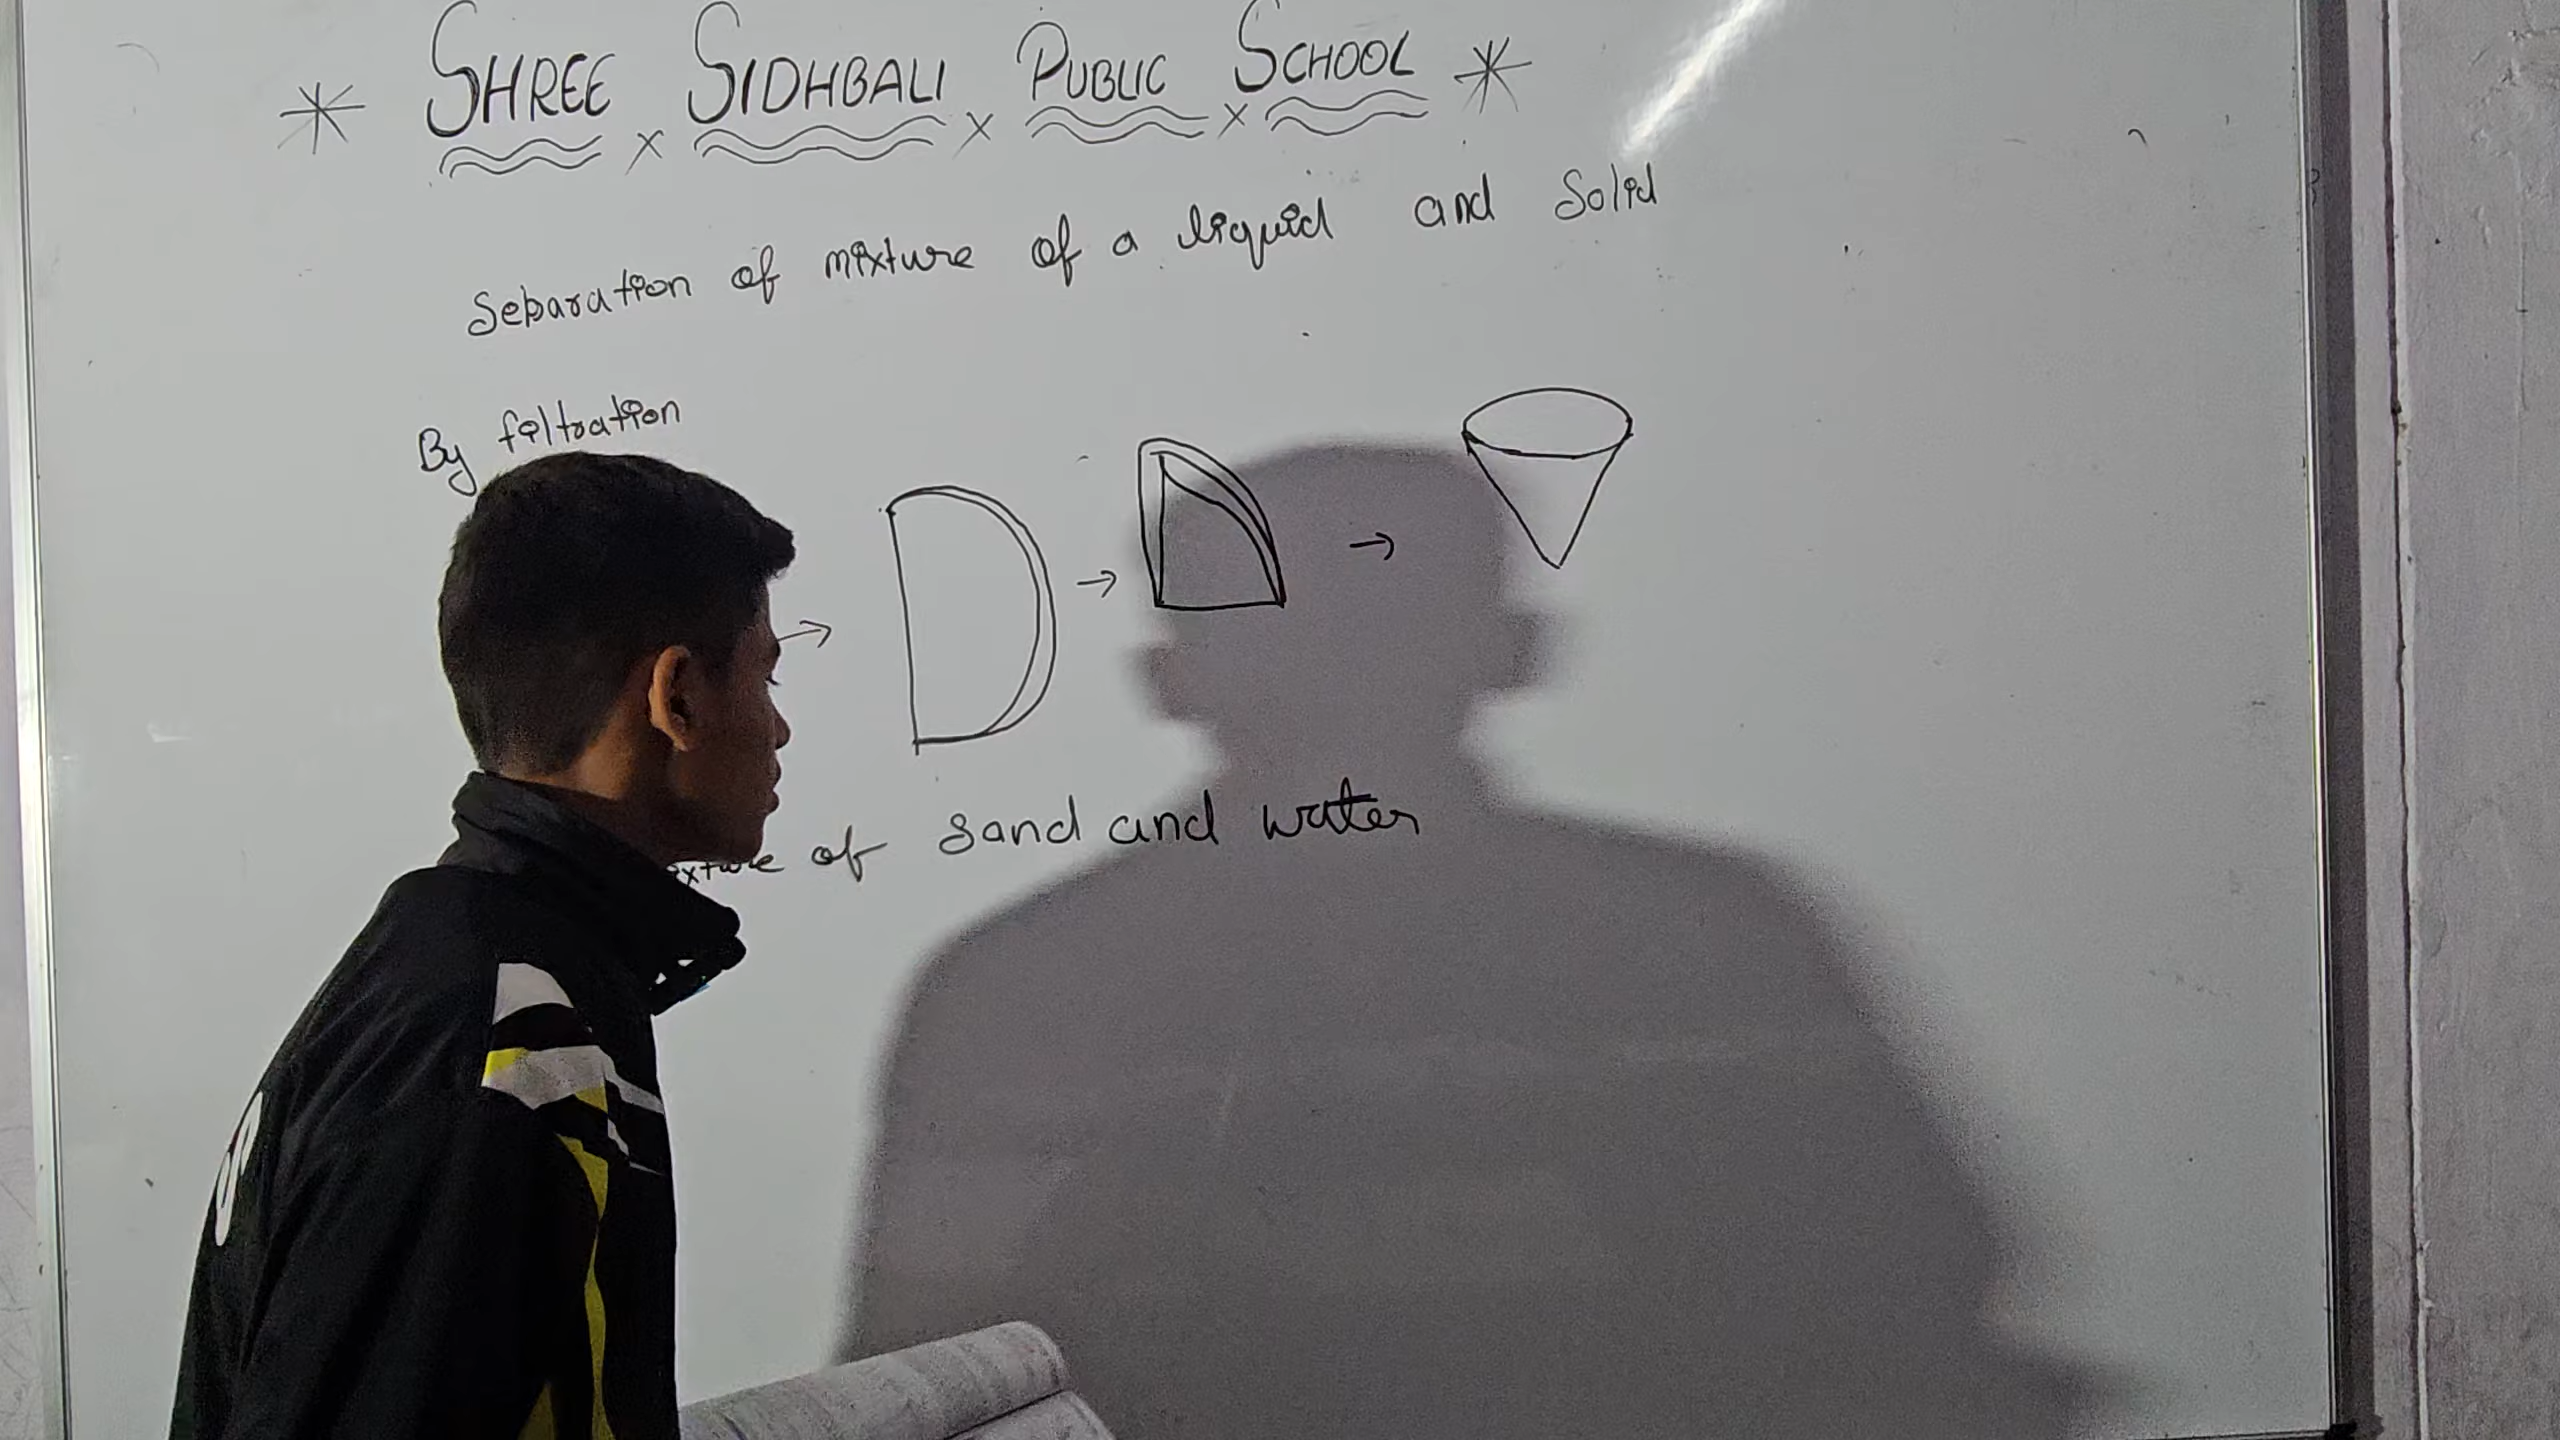 * SHREE x SIDHBALI x PUBLIC x SCHOOL *
Separation of mixture of a liquid and Solid
By filtration
→ → →
of sand and water